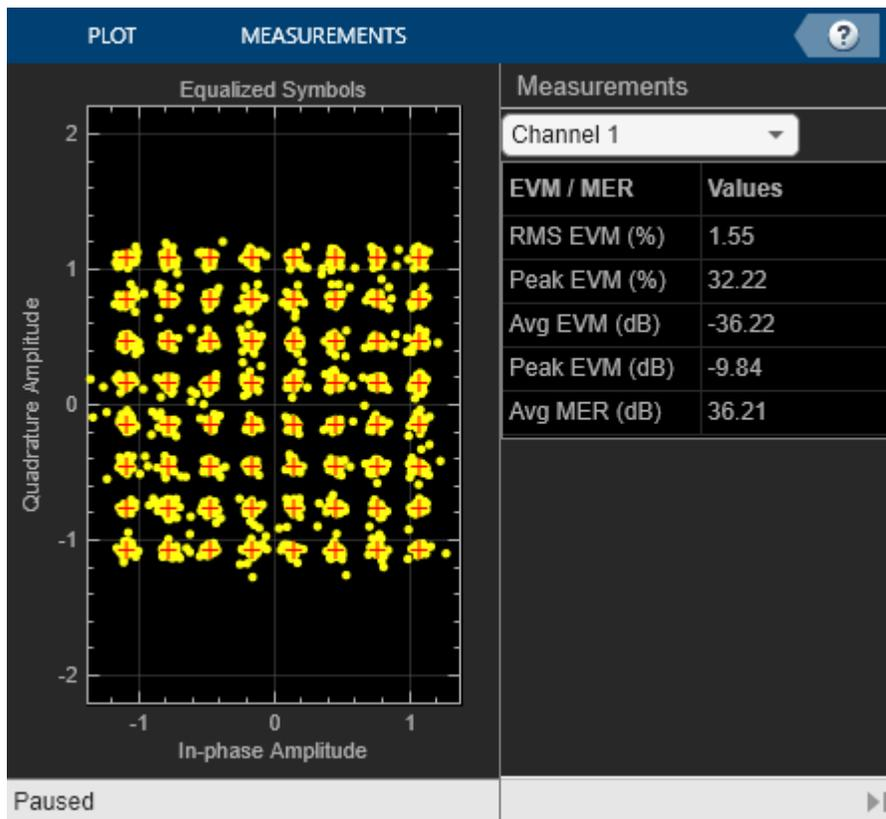 PLOT MEASUREMENTS ?
Equalized Symbols
2
1
0
-1
-2
Quadrature Amplitude
-1 0 1
In-phase Amplitude
Measurements
Channel 1
EVM / MER Values
RMS EVM (%) 1.55
Peak EVM (%) 32.22
Avg EVM (dB) -36.22
Peak EVM (dB) -9.84
Avg MER (dB) 36.21
Paused